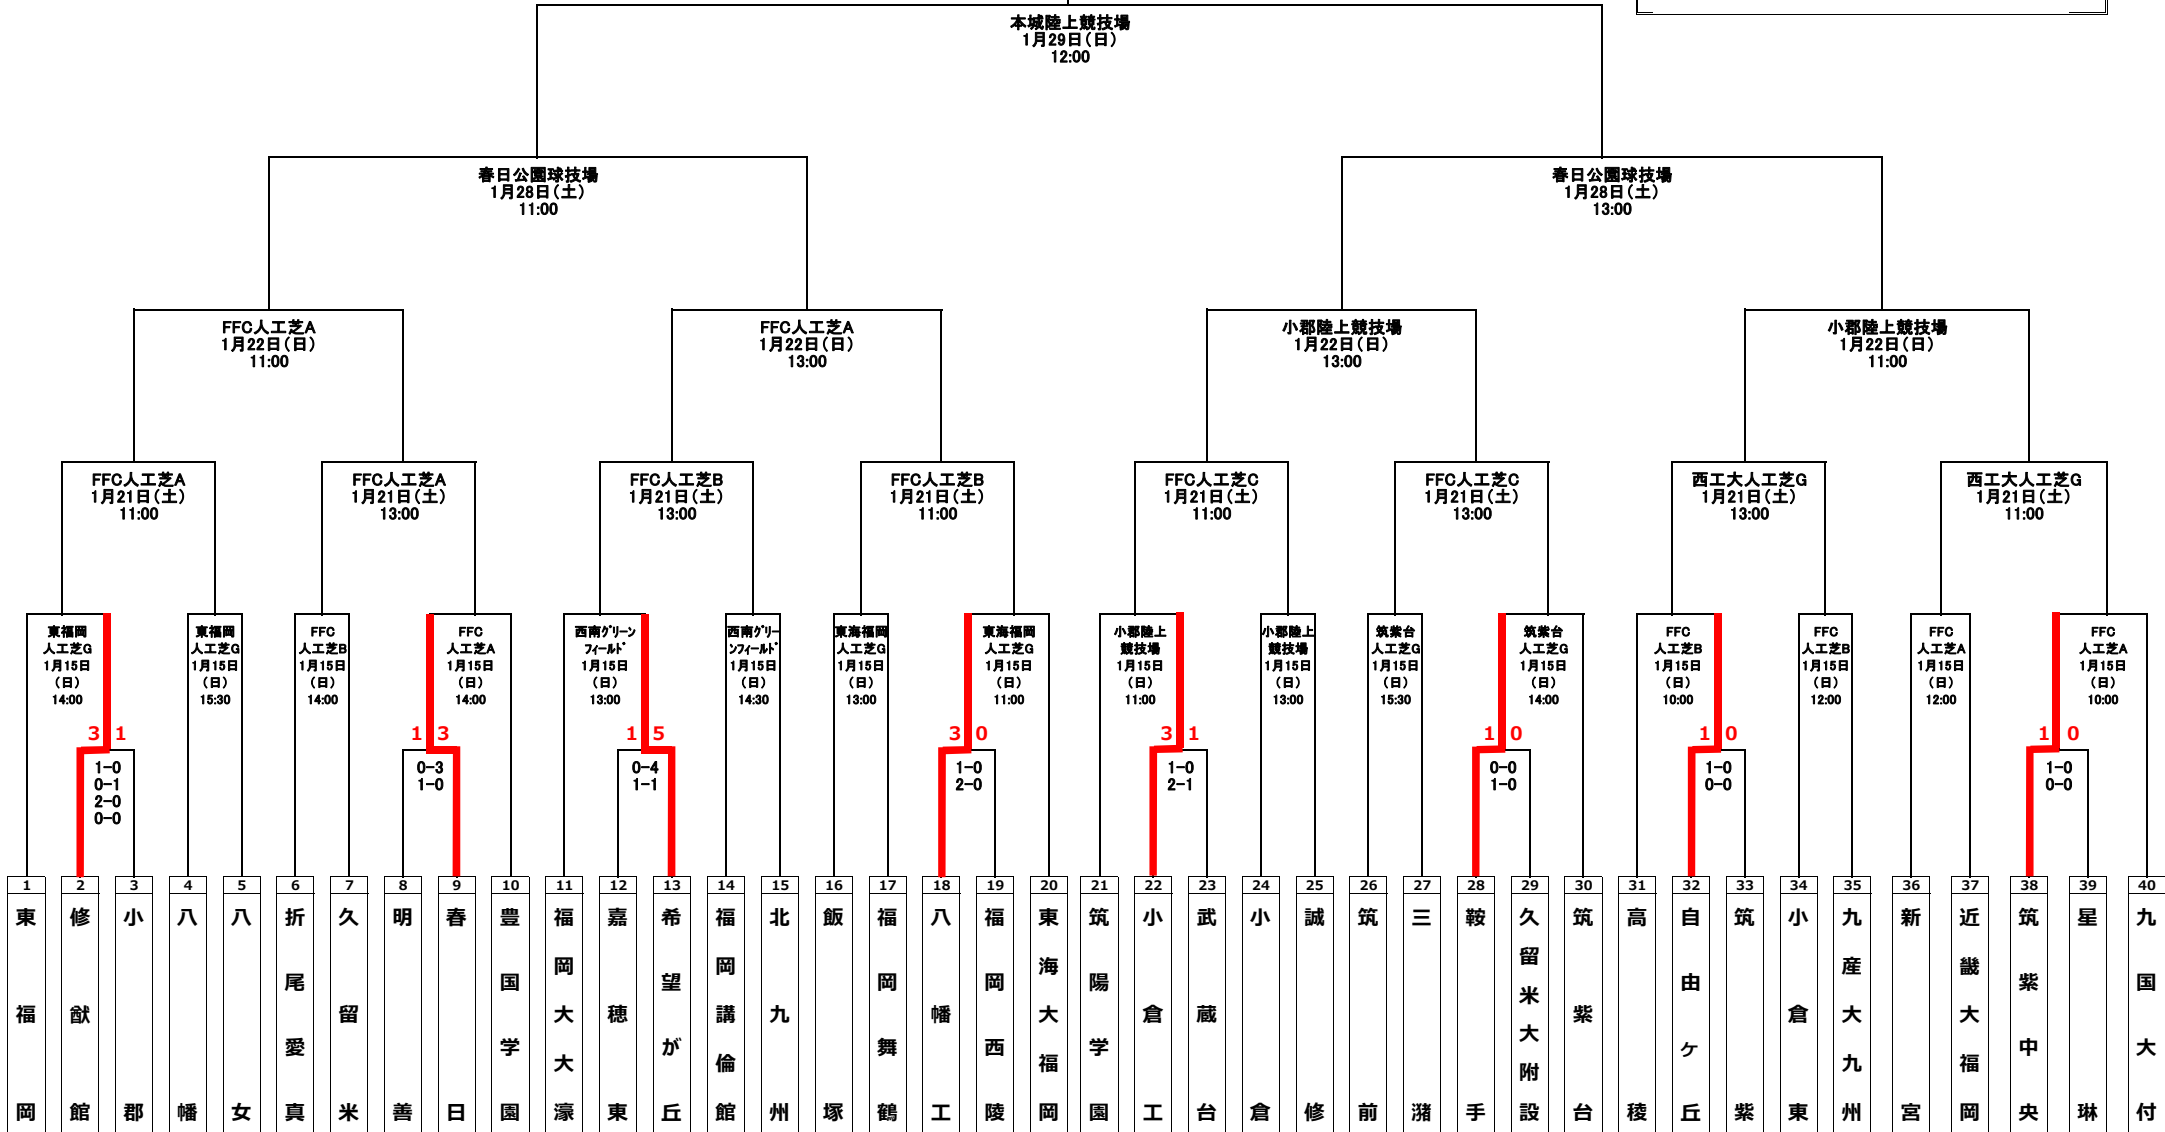 本城陸上競技場
1月29日(日)
12:00
春日公園球技場
1月28日(土)
11:00
春日公園球技場
1月28日(土)
13:00
FFC人工芝A
1月22日(日)
11:00
FFC人工芝A
1月22日(日)
13:00
小郡陸上競技場
1月22日(日)
13:00
小郡陸上競技場
1月22日(日)
11:00
FFC人工芝A
1月21日(土)
11:00
FFC人工芝A
1月21日(土)
13:00
FFC人工芝B
1月21日(土)
13:00
FFC人工芝B
1月21日(土)
11:00
FFC人工芝C
1月21日(土)
11:00
FFC人工芝C
1月21日(土)
13:00
西工大人工芝G
1月21日(土)
13:00
西工大人工芝G
1月21日(土)
11:00
東福岡
人工芝G
1月15日
(日)
14:00
東福岡
人工芝G
1月15日
(日)
15:30
FFC
人工芝B
1月15日
(日)
14:00
FFC
人工芝A
1月15日
(日)
14:00
西南グリーン
フィールド
1月15日
(日)
13:00
西南グリー
ンフィールド
1月15日
(日)
14:30
東海福岡
人工芝G
1月15日
(日)
13:00
東海福岡
人工芝G
1月15日
(日)
11:00
小郡陸上
競技場
1月15日
(日)
11:00
小郡陸上
競技場
1月15日
(日)
13:00
筑紫台
人工芝G
1月15日
(日)
15:30
筑紫台
人工芝G
1月15日
(日)
14:00
FFC
人工芝B
1月15日
(日)
10:00
FFC
人工芝B
1月15日
(日)
12:00
FFC
人工芝A
1月15日
(日)
12:00
FFC
人工芝A
1月15日
(日)
10:00
3 1
1-0
0-1
2-0
0-0
1 3
0-3
1-0
1 5
0-4
1-1
3 0
1-0
2-0
3 1
1-0
2-1
1 0
0-0
1-0
1 0
1-0
0-0
1 0
1-0
0-0
1
東福岡
2
修猷館
3
小郡
4
八幡
5
八女
6
折尾愛真
7
久留米
8
明善
9
春日
10
豊国学園
11
福岡大大濠
12
嘉穂東
13
希望が丘
14
福岡講倫館
15
北九州
16
飯塚
17
福岡舞鶴
18
八幡工
19
福岡西陵
20
東海大福岡
21
筑陽学園
22
小倉工
23
武蔵台
24
小倉
25
誠修
26
筑前
27
三潴
28
鞍手
29
久留米大附設
30
筑紫台
31
高稜
32
自由ヶ丘
33
筑紫
34
小倉東
35
九産大九州
36
新宮
37
近畿大福岡
38
筑紫中央
39
星琳
40
九国大付